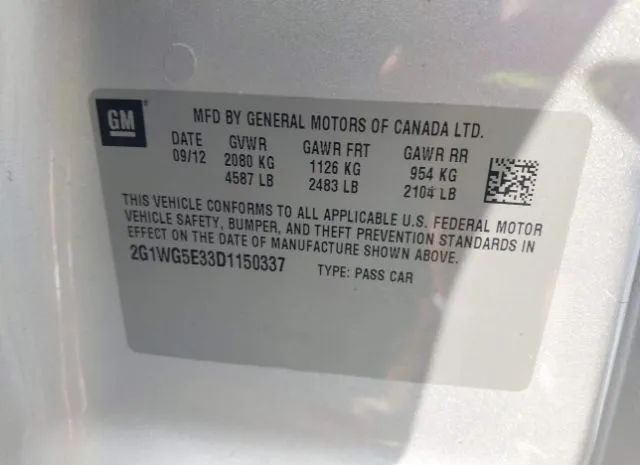 GM
MFD BY GENERAL MOTORS OF CANADA LTD.
DATE GVWR GAWR FRT GAWR RR
09/12 2080 KG 1126 KG 954 KG
4587 LB 2483 LB 2104 LB
THIS VEHICLE CONFORMS TO ALL APPLICABLE U.S. FEDERAL MOTOR
VEHICLE SAFETY, BUMPER, AND THEFT PREVENTION STANDARDS IN
EFFECT ON THE DATE OF MANUFACTURE SHOWN ABOVE.
2G1WG5E33D1150337 TYPE: PASS CAR